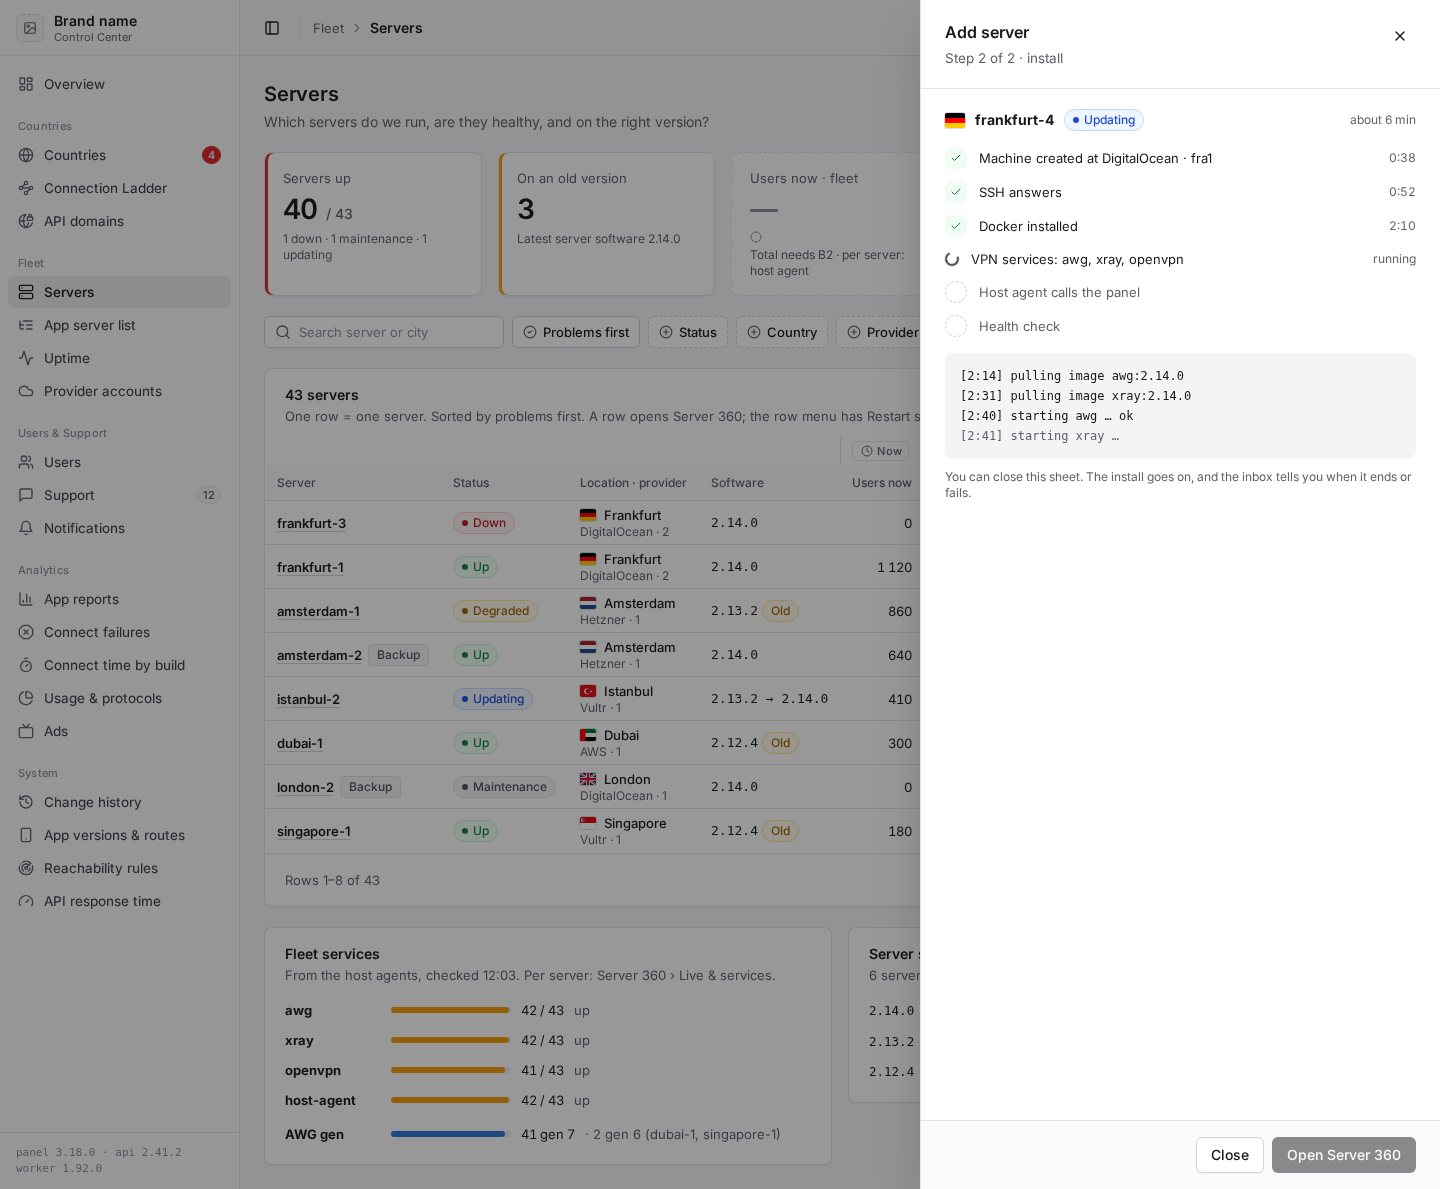 Brand name
Control Center
Overview
Countries
Countries 4
Connection Ladder
API domains
Fleet
Servers
App server list
Uptime
Provider accounts
Users & Support
Users
Support 12
Notifications
Analytics
App reports
Connect failures
Connect time by build
Usage & protocols
Ads
System
Change history
App versions & routes
Reachability rules
API response time
panel 3.18.0 · api 2.41.2
worker 1.92.0
Fleet > Servers
Servers
Which servers do we run, are they healthy, and on the right version?
Servers up
40 / 43
1 down · 1 maintenance · 1
updating
On an old version
3
Latest server software 2.14.0
Users now · fleet
—
Total needs B2 · per server:
host agent
Search server or city
Problems first
Status
Country
Provider
43 servers
One row = one server. Sorted by problems first. A row opens Server 360; the row menu has Restart s
Now
Server Status Location · provider Software Users now
frankfurt-3 Down Frankfurt 2.14.0 0
DigitalOcean · 2
frankfurt-1 Up Frankfurt 2.14.0 1 120
DigitalOcean · 2
amsterdam-1 Degraded Amsterdam 2.13.2 Old 860
Hetzner · 1
amsterdam-2 Backup Up Amsterdam 2.14.0 640
Hetzner · 1
istanbul-2 Updating Istanbul 2.13.2 → 2.14.0 410
Vultr · 1
dubai-1 Up Dubai 2.12.4 Old 300
AWS · 1
london-2 Backup Maintenance London 2.14.0 0
DigitalOcean · 1
singapore-1 Up Singapore 2.12.4 Old 180
Vultr · 1
Rows 1–8 of 43
Fleet services
From the host agents, checked 12:03. Per server: Server 360 › Live & services.
awg 42 / 43 up
xray 42 / 43 up
openvpn 41 / 43 up
host-agent 42 / 43 up
AWG gen 41 gen 7 · 2 gen 6 (dubai-1, singapore-1)
Server s
6 server
2.14.0
2.13.2
2.12.4
Add server
Step 2 of 2 · install
frankfurt-4 Updating about 6 min
Machine created at DigitalOcean · fra1 0:38
SSH answers 0:52
Docker installed 2:10
VPN services: awg, xray, openvpn running
Host agent calls the panel
Health check
[2:14] pulling image awg:2.14.0
[2:31] pulling image xray:2.14.0
[2:40] starting awg … ok
[2:41] starting xray …
You can close this sheet. The install goes on, and the inbox tells you when it ends or
fails.
Close
Open Server 360